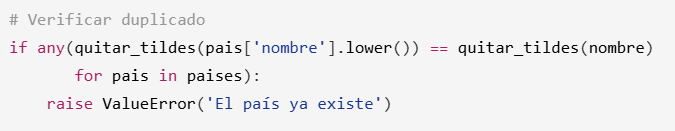 # Verificar duplicado
if any(quitar_tildes(pais['nombre'].lower()) == quitar_tildes(nombre)
for pais in paises):
raise ValueError('El país ya existe')